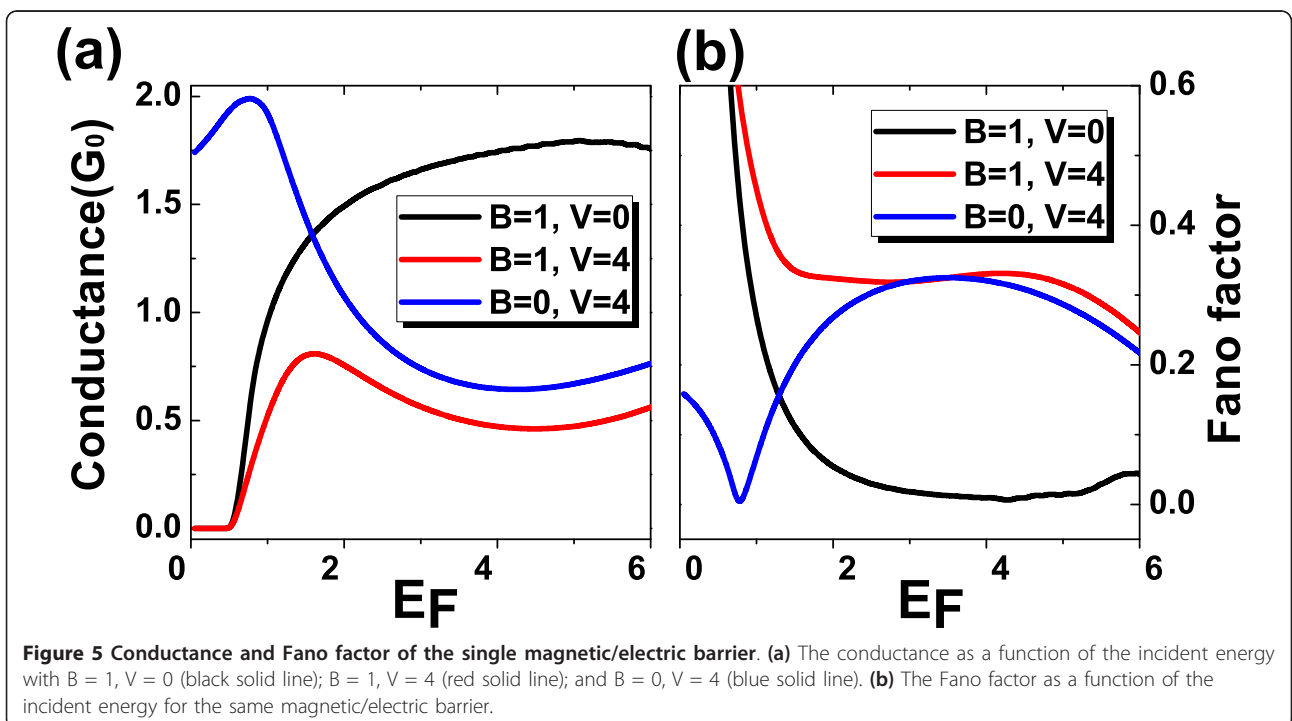 (a)
(b)
Conductance(G₀)
2.0
1.5
1.0
0.5
0.0
0
2
4
6
EF
B=1, V=0
B=1, V=4
B=0, V=4
B=1, V=0
B=1, V=4
B=0, V=4
0.6
0.4
0.2
0.0
Fano factor
0
2
4
6
EF
Figure 5 Conductance and Fano factor of the single magnetic/electric barrier. (a) The conductance as a function of the incident energy
with B = 1, V = 0 (black solid line); B = 1, V = 4 (red solid line); and B = 0, V = 4 (blue solid line). (b) The Fano factor as a function of the
incident energy for the same magnetic/electric barrier.